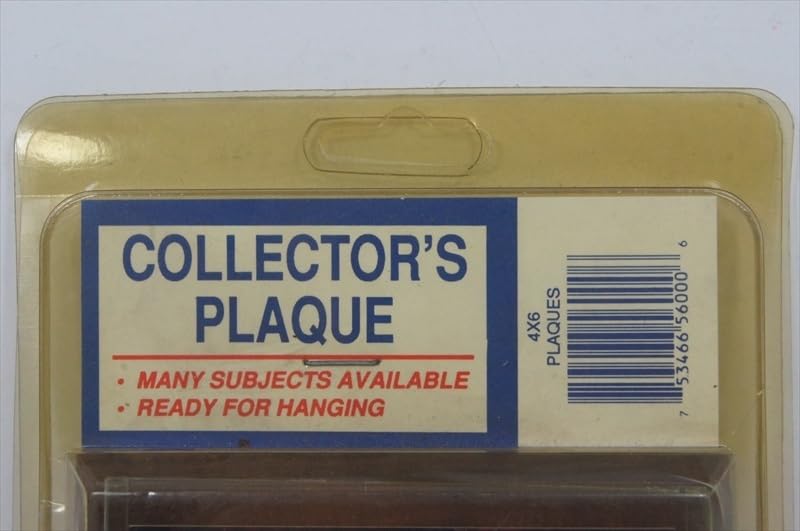 COLLECTOR'S
PLAQUE
• MANY SUBJECTS AVAILABLE
• READY FOR HANGING
4X6
PLAQUES
7 53466 56000 6